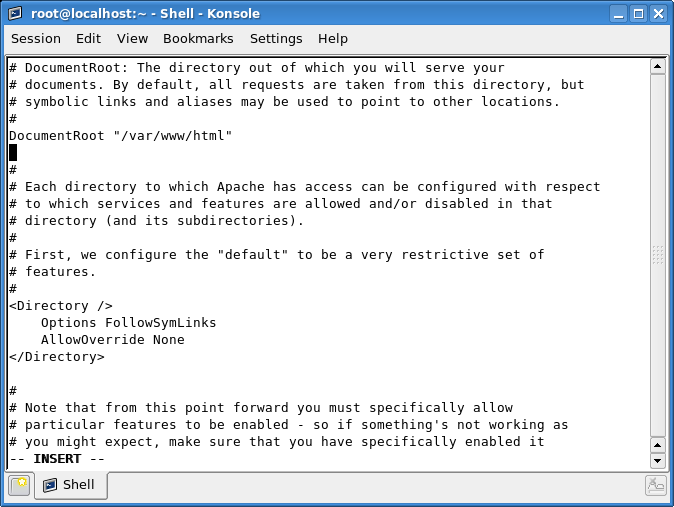 root@localhost:~ - Shell - Konsole
Session Edit View Bookmarks Settings Help
# DocumentRoot: The directory out of which you will serve your
# documents. By default, all requests are taken from this directory, but
# symbolic links and aliases may be used to point to other locations.
#
DocumentRoot "/var/www/html"
#
# Each directory to which Apache has access can be configured with respect
# to which services and features are allowed and/or disabled in that
# directory (and its subdirectories).
#
# First, we configure the "default" to be a very restrictive set of
# features.
#
<Directory />
    Options FollowSymLinks
    AllowOverride None
</Directory>
#
# Note that from this point forward you must specifically allow
# particular features to be enabled - so if something's not working as
# you might expect, make sure that you have specifically enabled it
-- INSERT --
Shell